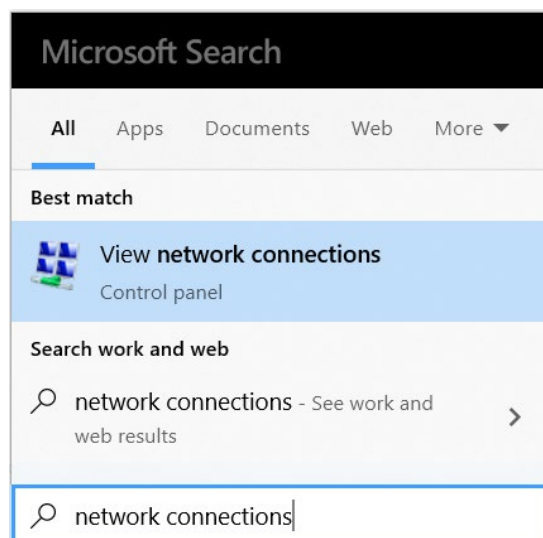 Microsoft Search
All Apps Documents Web More
Best match
View network connections
Control panel
Search work and web
network connections - See work and
web results
network connections